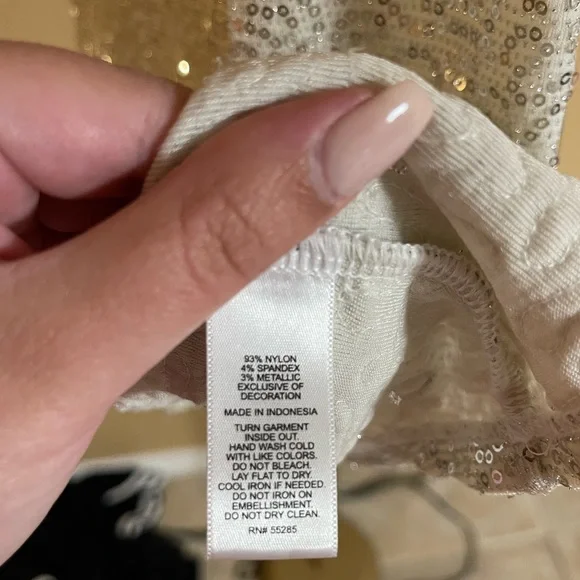 93% NYLON
4% SPANDEX
3% METALLIC
EXCLUSIVE OF
DECORATION
MADE IN INDONESIA
TURN GARMENT
INSIDE OUT.
HAND WASH COLD
WITH LIKE COLORS.
DO NOT BLEACH.
LAY FLAT TO DRY.
COOL IRON IF NEEDED.
DO NOT IRON ON
EMBELLISHMENT.
DO NOT DRY CLEAN.
RN# 55285